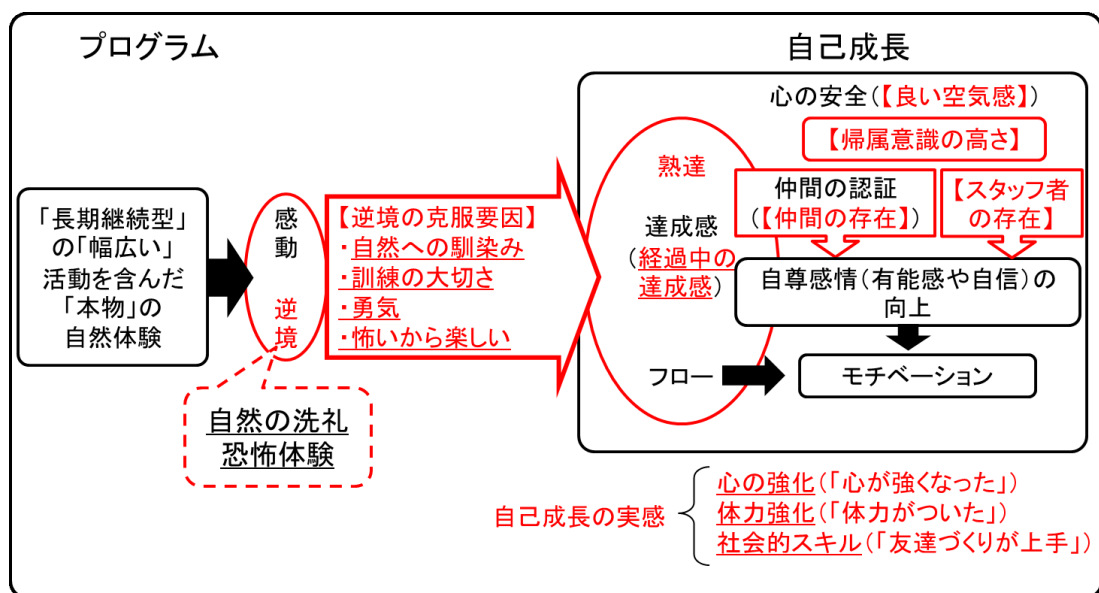 プログラム
自己成長
「長期継続型」
の「幅広い」
活動を含んだ
「本物」の
自然体験
感動
逆境
自然の洗礼
恐怖体験
【逆境の克服要因】
・自然への馴染み
・訓練の大切さ
・勇気
・怖いから楽しい
熟達
達成感
(経過中の
達成感)
フロー
心の安全(【良い空気感】)
【帰属意識の高さ】
仲間の認証
(【仲間の存在】)
【スタッフ者
の存在】
自尊感情(有能感や自信)の
向上
モチベーション
自己成長の実感
心の強化(「心が強くなった」)
体力強化(「体力がついた」)
社会的スキル(「友達づくりが上手」)